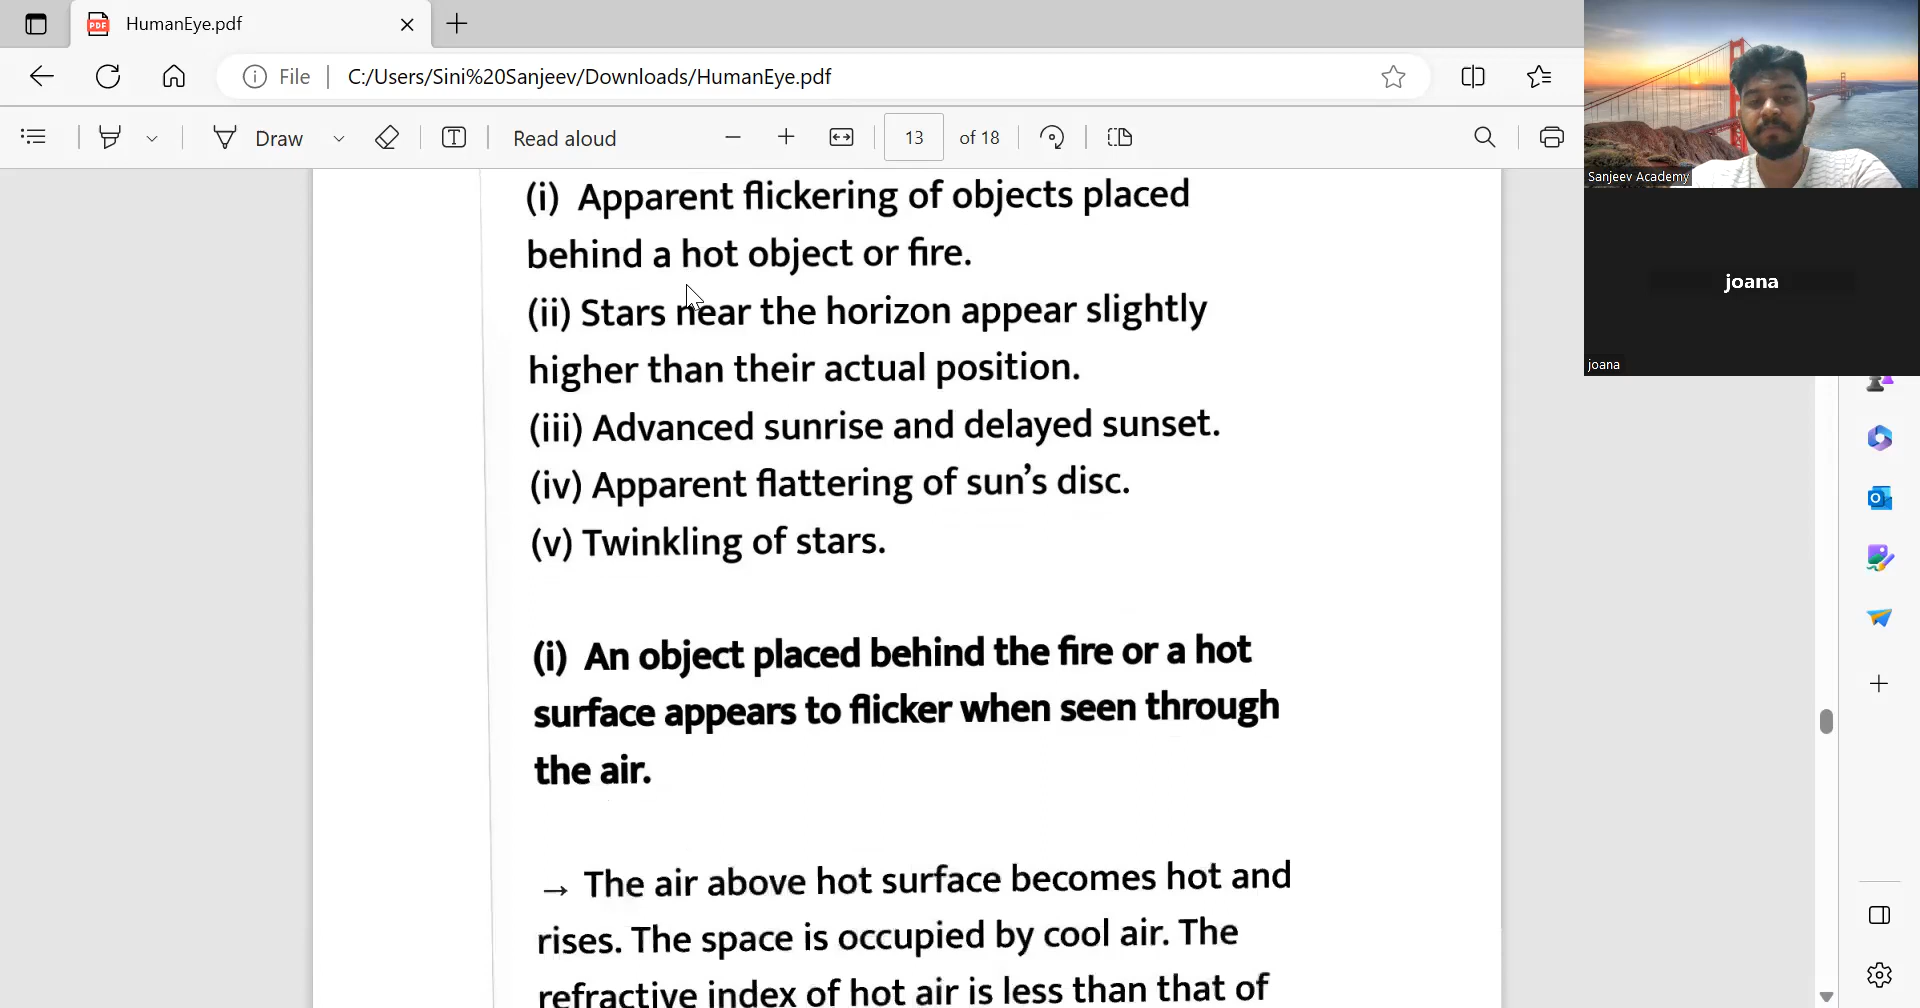 HumanEye.pdf
File
C:/Users/Sini%20Sanjeev/Downloads/HumanEye.pdf
Draw
Read aloud
13 of 18
Sanjeev Academy
joana
joana
(i) Apparent flickering of objects placed
behind a hot object or fire.
(ii) Stars near the horizon appear slightly
higher than their actual position.
(iii) Advanced sunrise and delayed sunset.
(iv) Apparent flattering of sun's disc.
(v) Twinkling of stars.
(i) An object placed behind the fire or a hot
surface appears to flicker when seen through
the air.
→ The air above hot surface becomes hot and
rises. The space is occupied by cool air. The
refractive index of hot air is less than that of